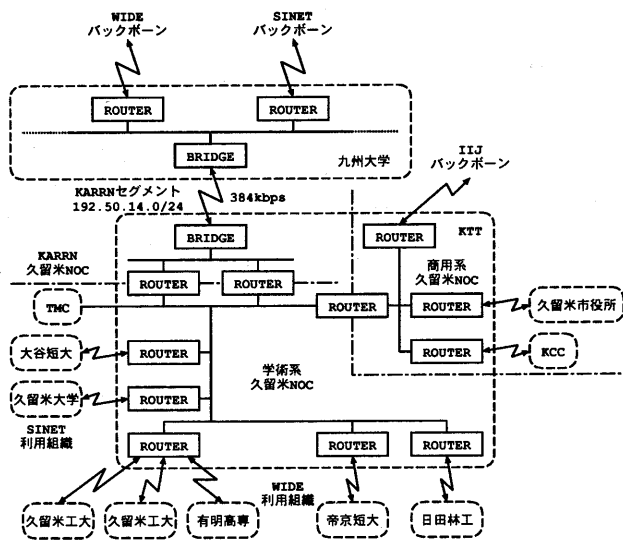 WIDE
バックボーン
SINET
バックボーン
ROUTER
ROUTER
BRIDGE
九州大学
IIJ
バックボーン
KARRNセグメント
192.50.14.0/24
384kbps
BRIDGE
ROUTER
KTT
KARRN
久留米NOC
商用系
久留米NOC
ROUTER
ROUTER
TMC
ROUTER
ROUTER
久留米市役所
大谷短大
ROUTER
学術系
久留米NOC
ROUTER
KCC
久留米大学
ROUTER
SINET
利用組織
ROUTER
ROUTER
ROUTER
WIDE
利用組織
久留米工大
久留米工大
有明高専
帝京短大
日田林工